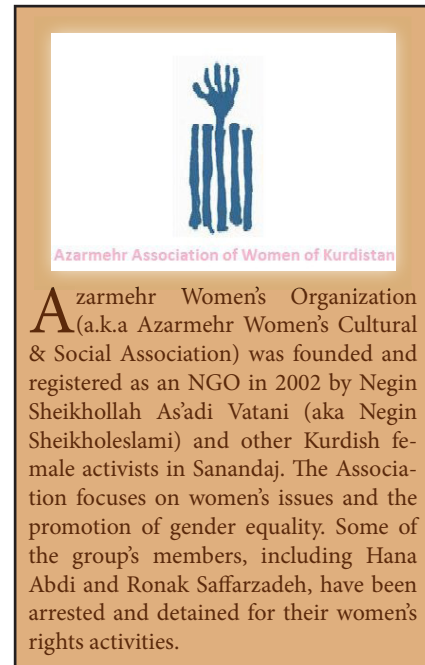 Azarmehr Association of Women of Kurdistan
Azarmehr Women's Organization
(a.k.a Azarmehr Women's Cultural
& Social Association) was founded and
registered as an NGO in 2002 by Negin
Sheikhollah As'adi Vatani (aka Negin
Sheikholeslami) and other Kurdish fe-
male activists in Sanandaj. The Associa-
tion focuses on women's issues and the
promotion of gender equality. Some of
the group's members, including Hana
Abdi and Ronak Saffarzadeh, have been
arrested and detained for their women's
rights activities.